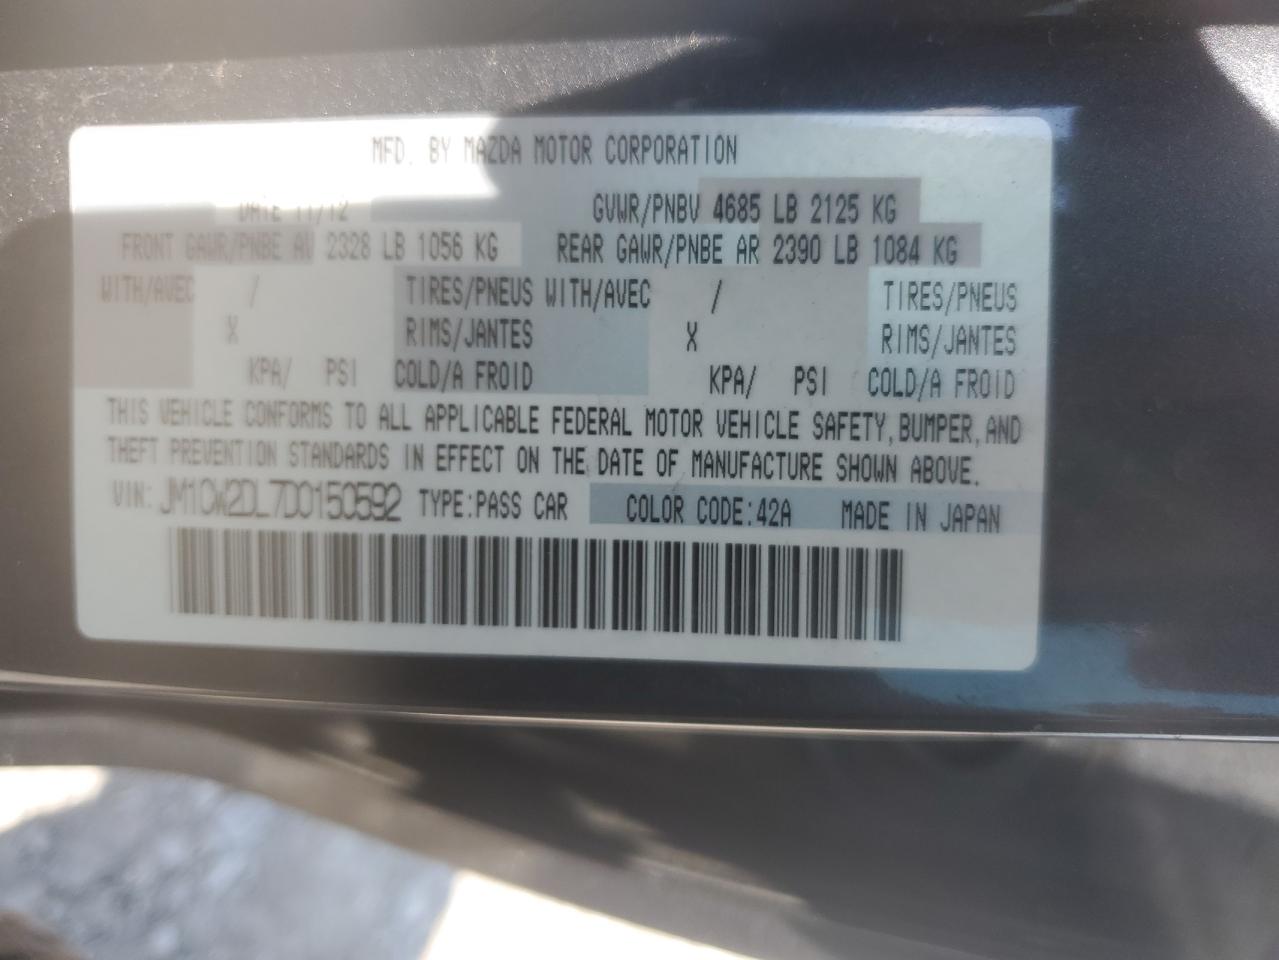 MFD. BY MAZDA MOTOR CORPORATION
DATE 11/12 GVWR/PNBV 4685 LB 2125 KG
FRONT GAWR/PNBE AV 2328 LB 1056 KG REAR GAWR/PNBE AR 2390 LB 1084 KG
WITH/AVEC / TIRES/PNEUS WITH/AVEC / TIRES/PNEUS
X RIMS/JANTES X RIMS/JANTES
KPA/ PSI COLD/A FROID KPA/ PSI COLD/A FROID
THIS VEHICLE CONFORMS TO ALL APPLICABLE FEDERAL MOTOR VEHICLE SAFETY, BUMPER, AND
THEFT PREVENTION STANDARDS IN EFFECT ON THE DATE OF MANUFACTURE SHOWN ABOVE.
VIN: JM1CW2DL7D0150592 TYPE:PASS CAR COLOR CODE:42A MADE IN JAPAN